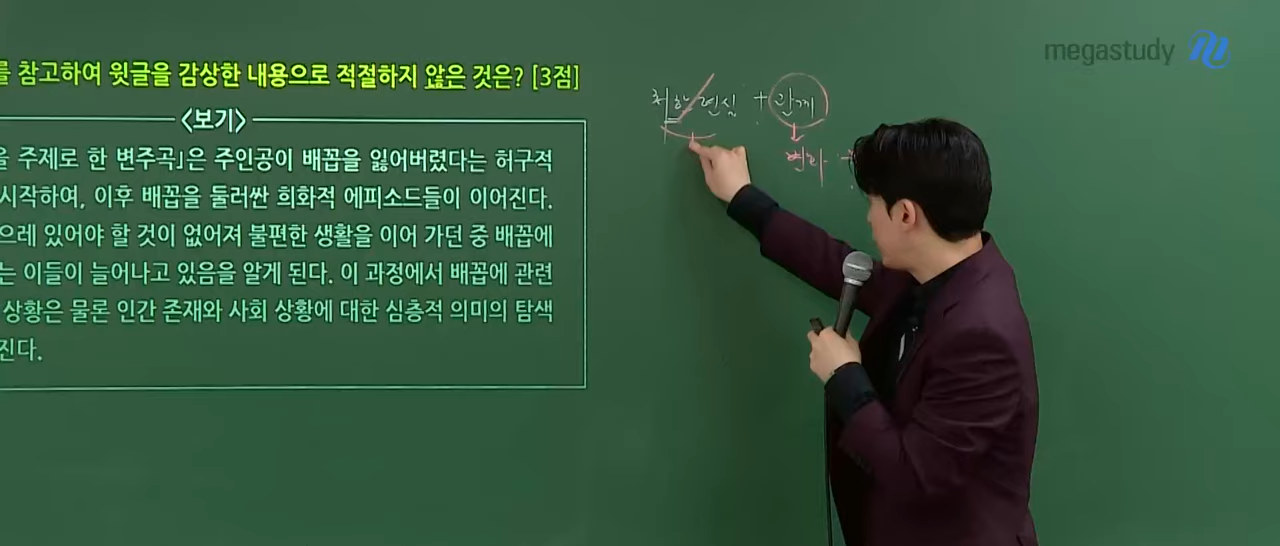 megastudy
를 참고하여 윗글을 감상한 내용으로 적절하지 않은 것은? [3점]
<보기>
을 주제로 한 변주곡」은 주인공이 배꼽을 잃어버렸다는 허구적
시작하여, 이후 배꼽을 둘러싼 희화적 에피소드들이 이어진다.
으레 있어야 할 것이 없어져 불편한 생활을 이어 가던 중 배꼽에
는 이들이 늘어나고 있음을 알게 된다. 이 과정에서 배꼽에 관련
상황은 물론 인간 존재와 사회 상황에 대한 심층적 의미의 탐색
진다.
처한 현실 + 관계
변화